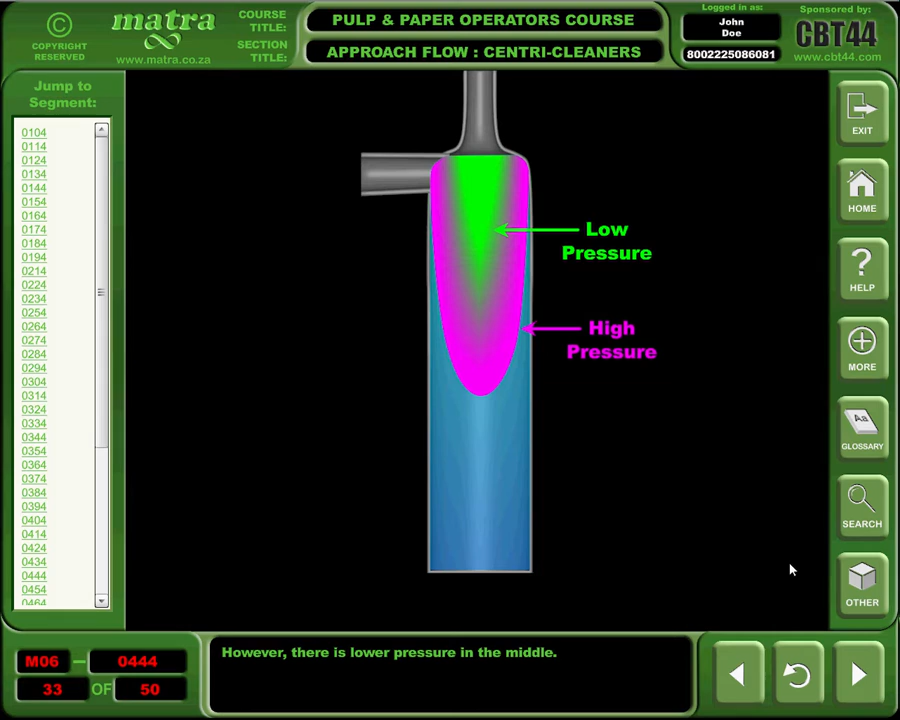 ©
COPYRIGHT
RESERVED
matra
www.matra.co.za
COURSE
TITLE:
PULP & PAPER OPERATORS COURSE
SECTION
TITLE:
APPROACH FLOW : CENTRI-CLEANERS
Logged in as:
John
Doe
8002225086081
Sponsored by:
CBT44
www.cbt44.com
Jump to
Segment:
0104
0114
0124
0134
0144
0154
0164
0174
0184
0194
0214
0224
0234
0254
0264
0274
0284
0294
0304
0314
0324
0334
0344
0354
0364
0374
0384
0394
0404
0414
0424
0434
0444
0454
0464
Low
Pressure
High
Pressure
EXIT
HOME
?
HELP
MORE
Aa
GLOSSARY
SEARCH
OTHER
M06 – 0444
33 OF 50
However, there is lower pressure in the middle.